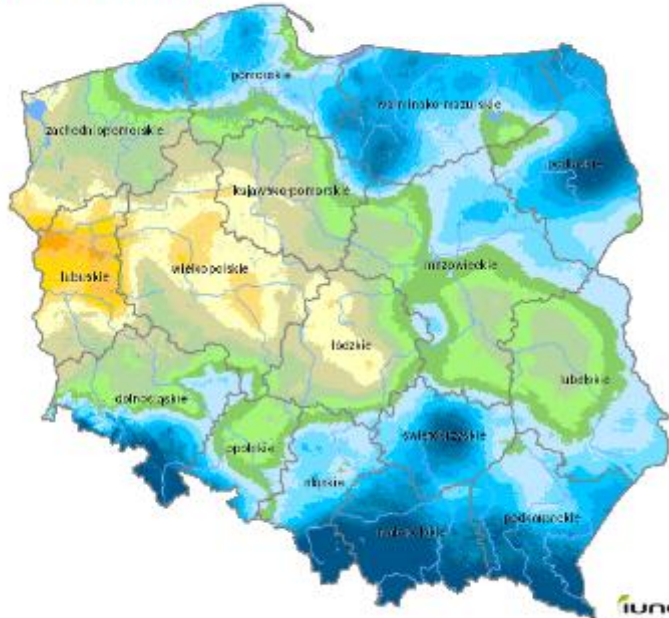 pomorskie
warmińsko-mazurskie
zachodniopomorskie
podlaskie
kujawsko-pomorskie
mazowieckie
lubuskie
wielkopolskie
łódzkie
lubelskie
dolnośląskie
świętokrzyskie
opolskie
śląskie
podkarpackie
małopolskie